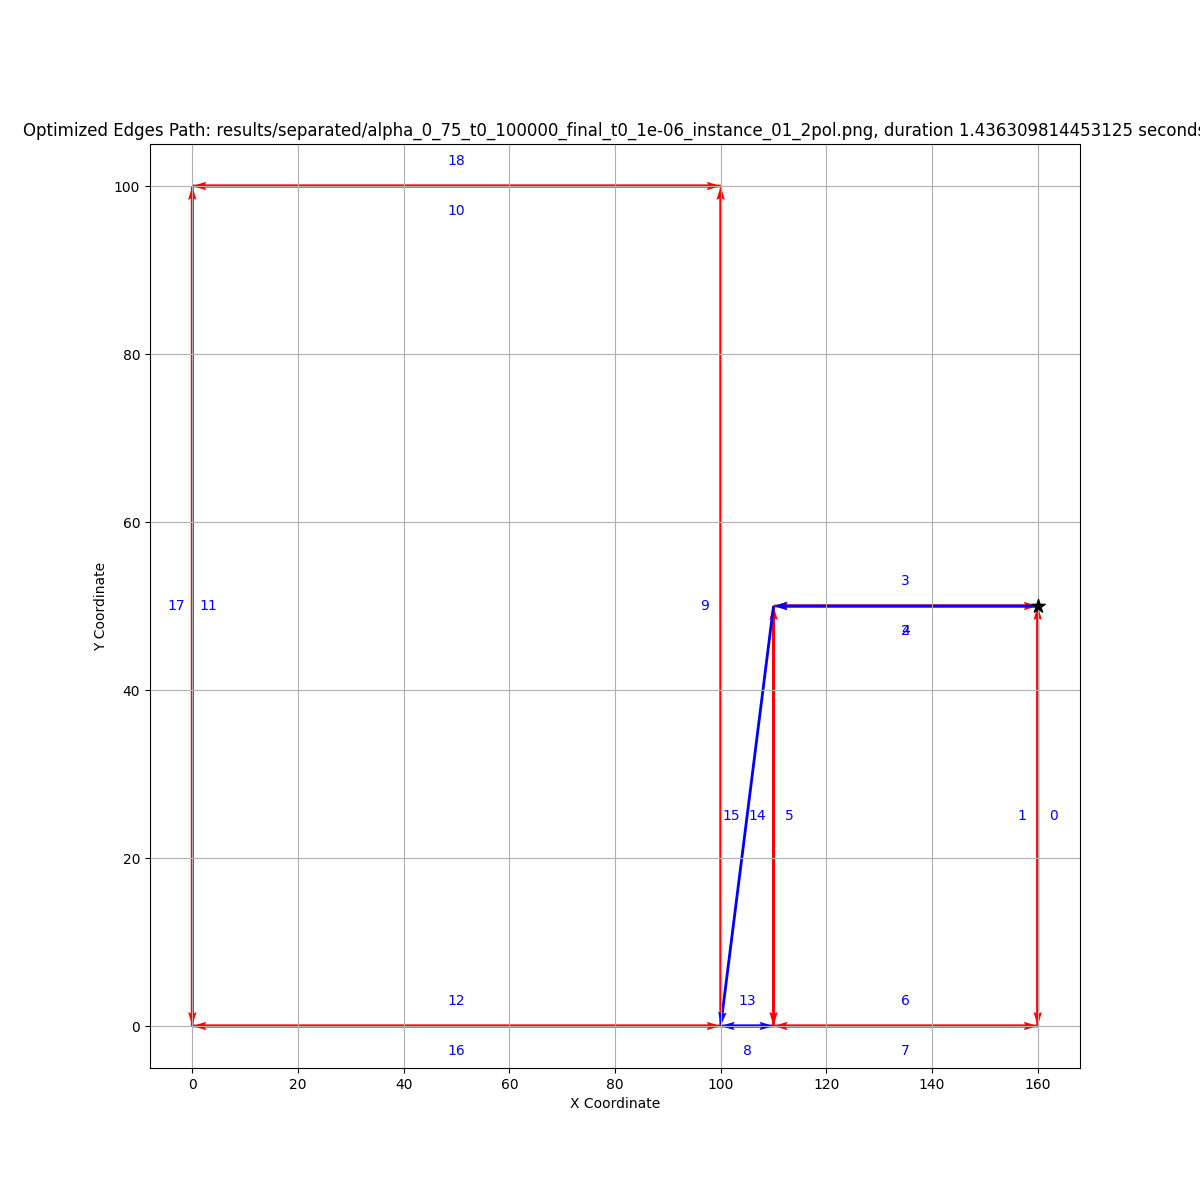 Optimized Edges Path: results/separated/alpha_0_75_t0_100000_final_t0_1e-06_instance_01_2pol.png, duration 1.436309814453125 seconds
18
100
10
80
60
3
17 11 9
2 4
40
15 14 5 1 0
20
12 13 6
0
16 8 7
0 20 40 60 80 100 120 140 160
X Coordinate
Y Coordinate